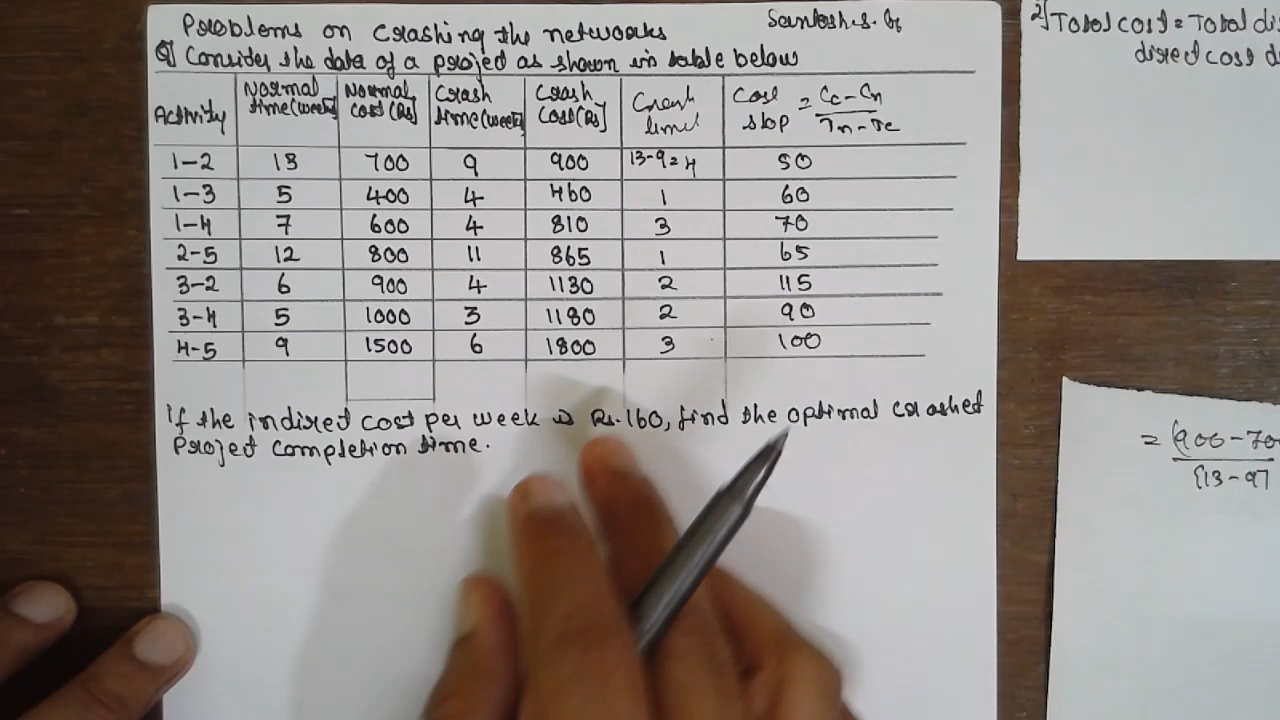 Problems on crashing the networks
Santosh.S.
Q) Consider the data of a project as shown in table below
Activity | Normal time(week) | Normal cost(Rs) | Crash time(week) | Crash cost(Rs) | Crash limit | Cost slop = Cc-Cn / Tn-Tc
1-2 | 13 | 700 | 9 | 900 | 13-9=4 | 50
1-3 | 5 | 400 | 4 | 460 | 1 | 60
1-4 | 7 | 600 | 4 | 810 | 3 | 70
2-5 | 12 | 800 | 11 | 865 | 1 | 65
3-2 | 6 | 900 | 4 | 1130 | 2 | 115
3-4 | 5 | 1000 | 3 | 1180 | 2 | 90
4-5 | 9 | 1500 | 6 | 1800 | 3 | 100
If the indirect cost per week is Rs.160, find the optimal crashed
Project completion time.
2) Total cost = Total di
direct cost d
= (900-70
(13-9)